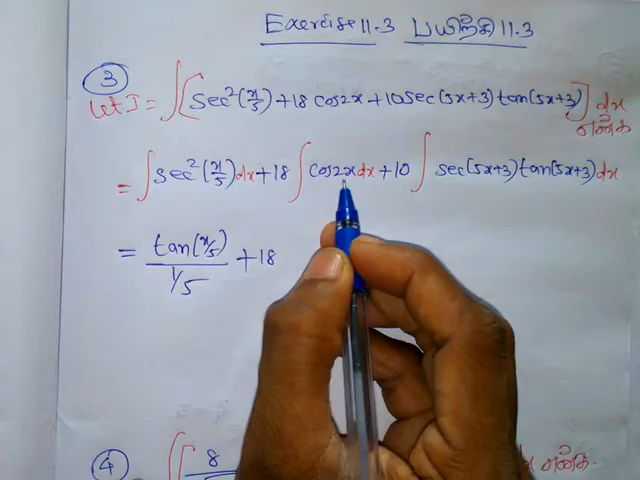 Exercise 11.3 பயிற்சி 11.3
3
Let I = ∫[sec²(x/5) + 18 cos2x + 10sec(5x+3) tan(5x+3)] dx
= ∫sec²(x/5)dx + 18 ∫cos2x dx + 10 ∫ sec(5x+3) tan(5x+3)dx
= tan(x/5) / 1/5 + 18
4 ∫[ 8